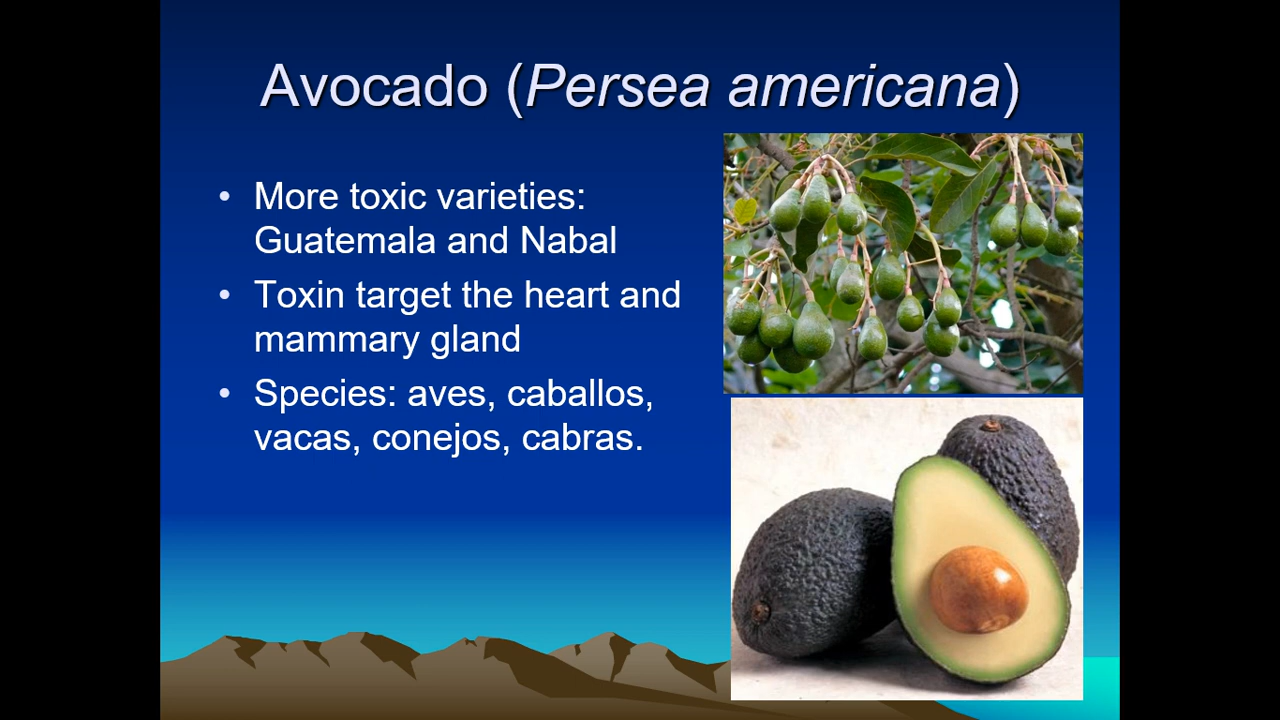 Avocado (Persea americana)
• More toxic varieties:
Guatemala and Nabal
• Toxin target the heart and
mammary gland
• Species: aves, caballos,
vacas, conejos, cabras.